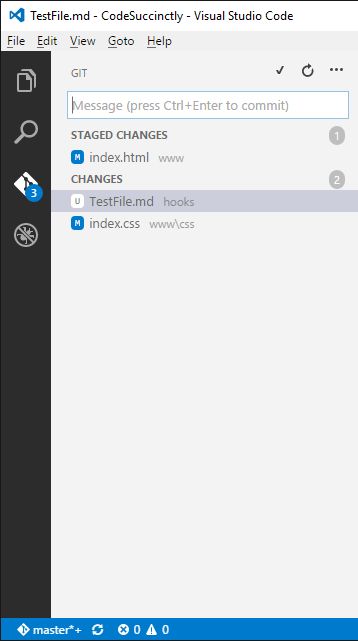 TestFile.md - CodeSuccinctly - Visual Studio Code
File Edit View Goto Help
GIT
Message (press Ctrl+Enter to commit)
STAGED CHANGES 1
M index.html www
CHANGES 2
U TestFile.md hooks
3
M index.css www\css
master*+ 0 0